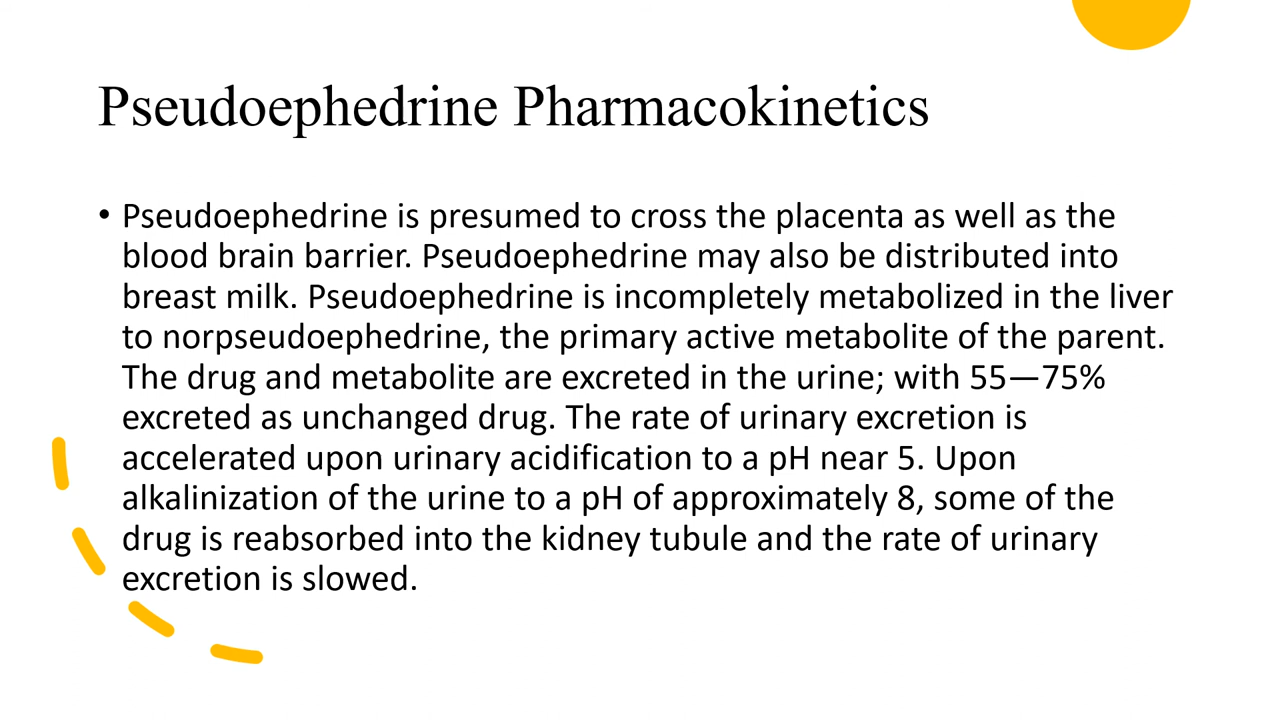 Pseudoephedrine Pharmacokinetics
• Pseudoephedrine is presumed to cross the placenta as well as the
blood brain barrier. Pseudoephedrine may also be distributed into
breast milk. Pseudoephedrine is incompletely metabolized in the liver
to norpseudoephedrine, the primary active metabolite of the parent.
The drug and metabolite are excreted in the urine; with 55—75%
excreted as unchanged drug. The rate of urinary excretion is
accelerated upon urinary acidification to a pH near 5. Upon
alkalinization of the urine to a pH of approximately 8, some of the
drug is reabsorbed into the kidney tubule and the rate of urinary
excretion is slowed.